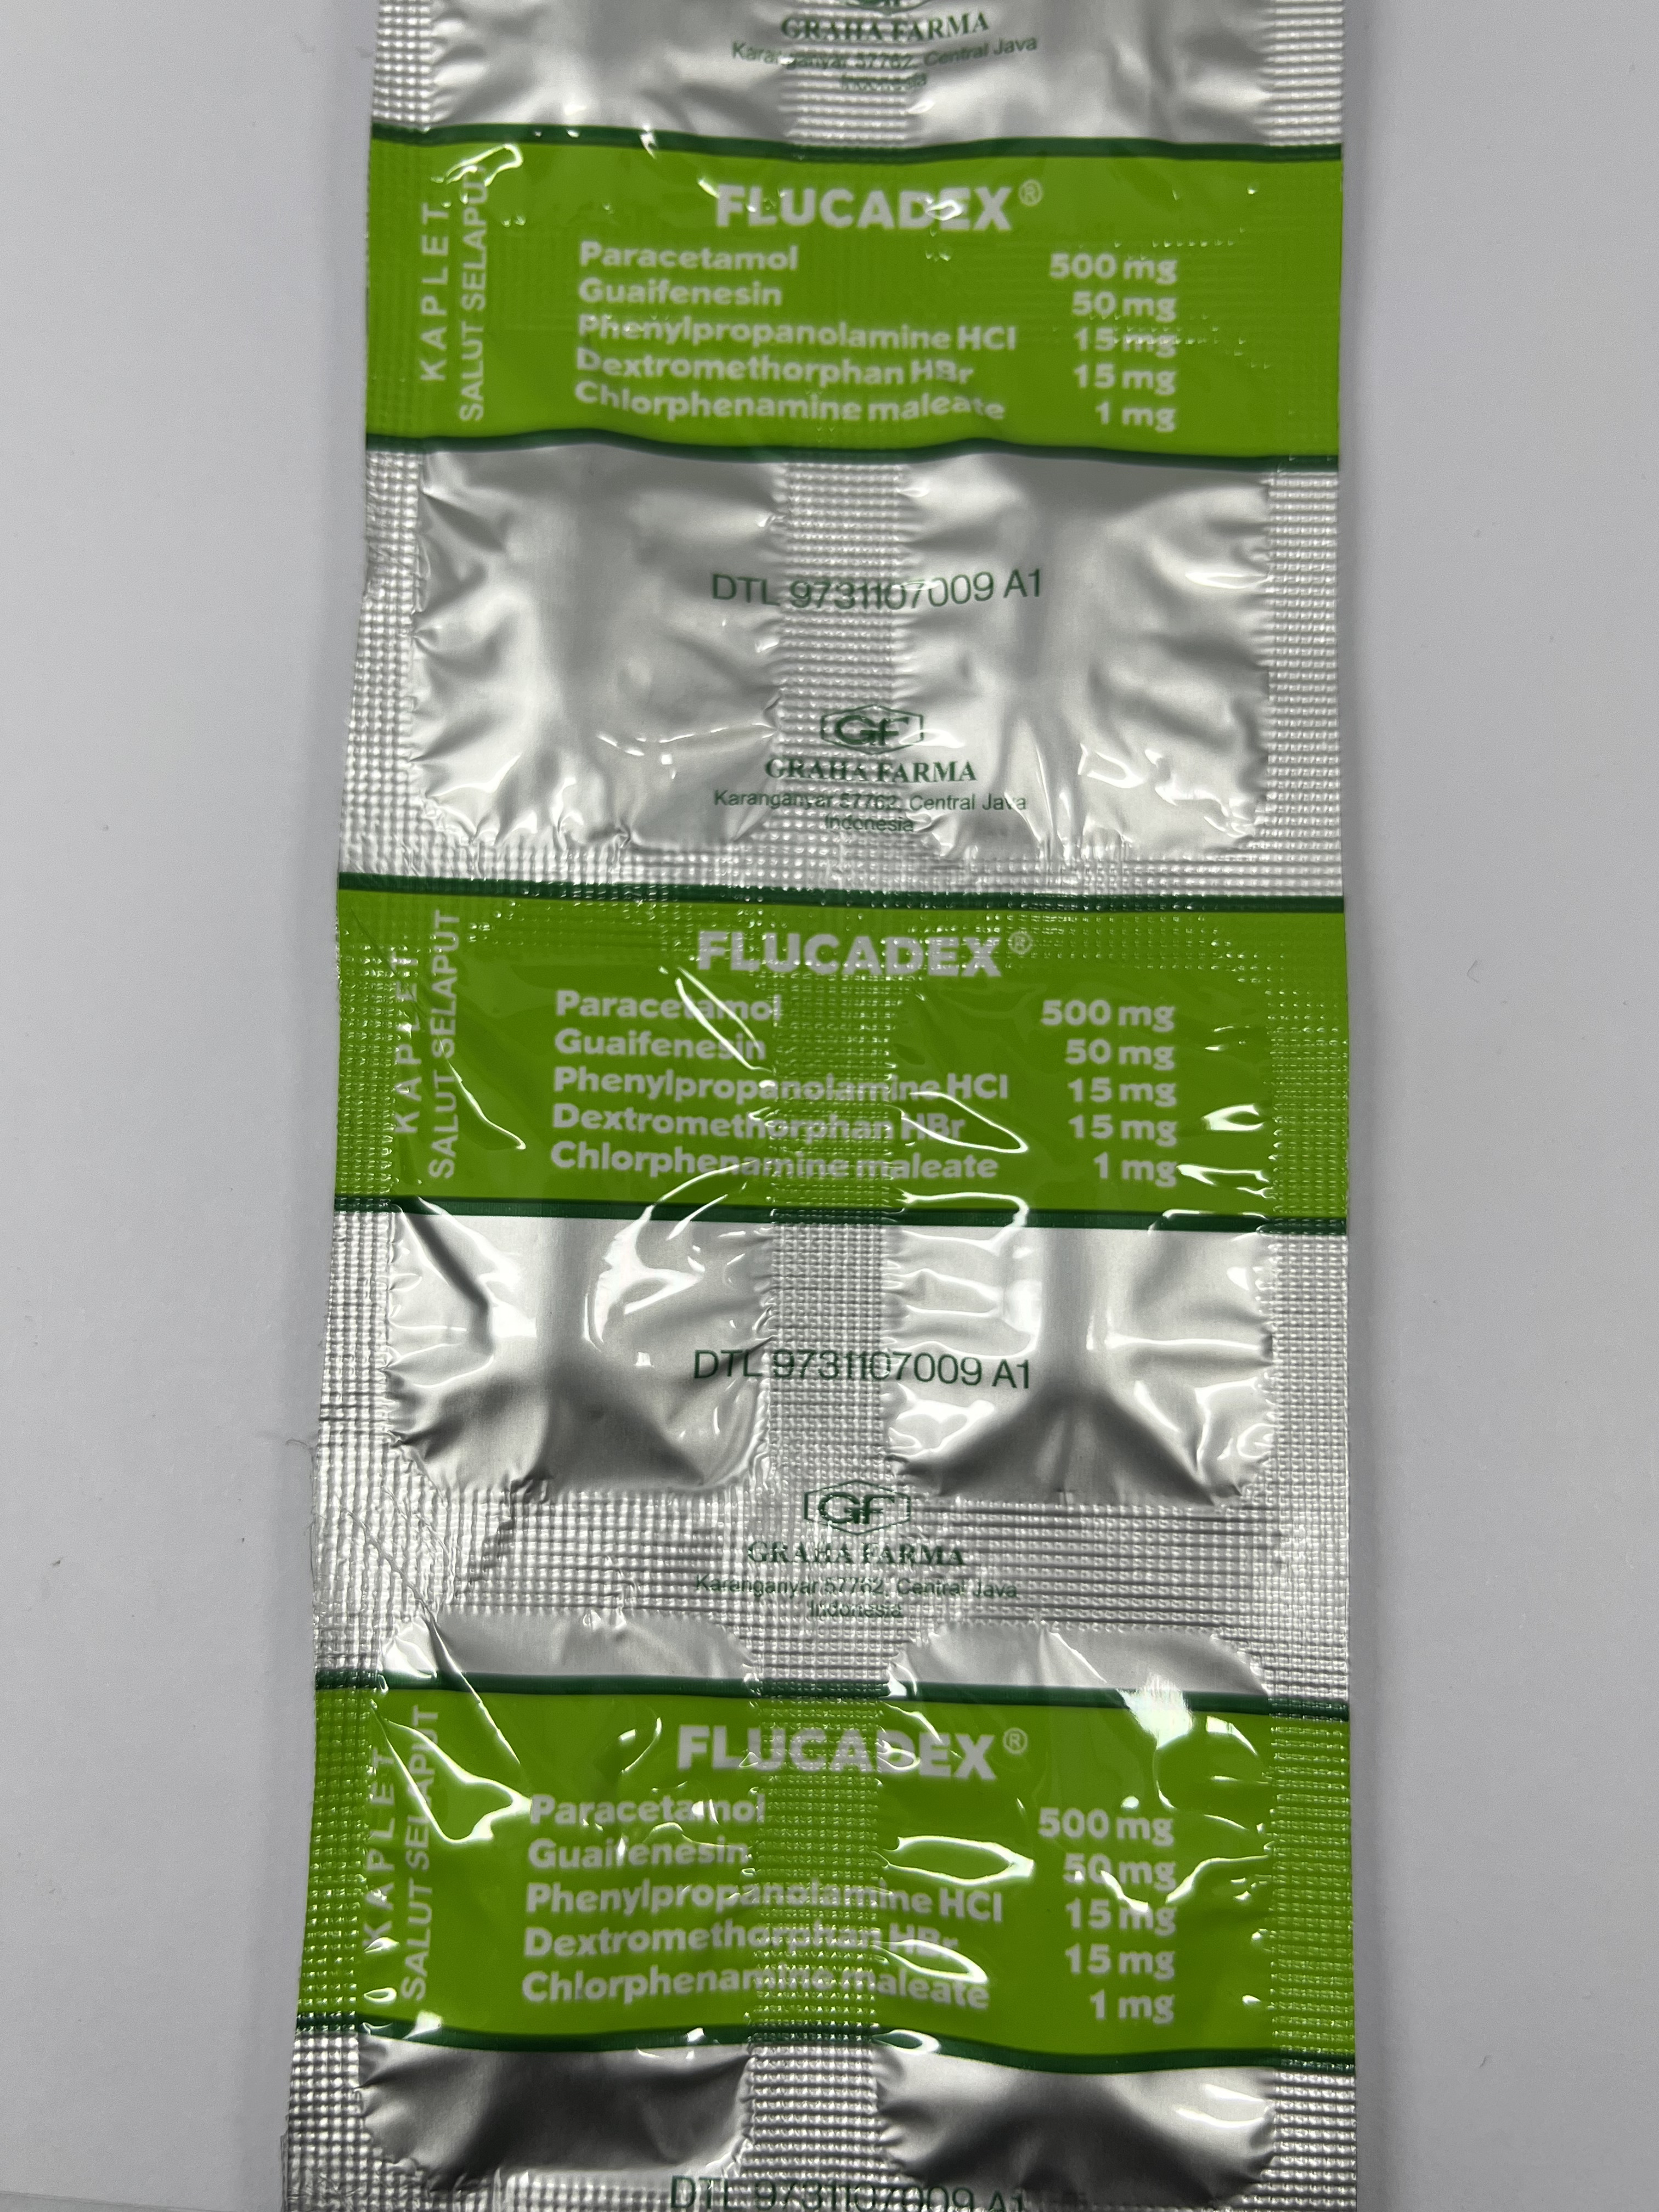 GRAHA FARMA
Karanganyar 57762, Central Java
Indonesia
KAPLET
SALUT SELAPUT
FLUCADEX®
Paracetamol 500 mg
Guaifenesin 50 mg
Phenylpropanolamine HCl 15 mg
Dextromethorphan HBr 15 mg
Chlorphenamine maleate 1 mg
DTL 9731107009 A1
GF
GRAHA FARMA
Karanganyar 57762, Central Java
Indonesia
KAPLET
SALUT SELAPUT
FLUCADEX®
Paracetamol 500 mg
Guaifenesin 50 mg
Phenylpropanolamine HCl 15 mg
Dextromethorphan HBr 15 mg
Chlorphenamine maleate 1 mg
DTL 9731107009 A1
GF
GRAHA FARMA
Karanganyar 57762, Central Java
Indonesia
KAPLET
SALUT SELAPUT
FLUCADEX®
Paracetamol 500 mg
Guaifenesin 50 mg
Phenylpropanolamine HCl 15 mg
Dextromethorphan HBr 15 mg
Chlorphenamine maleate 1 mg
DTL 9731107009 A1